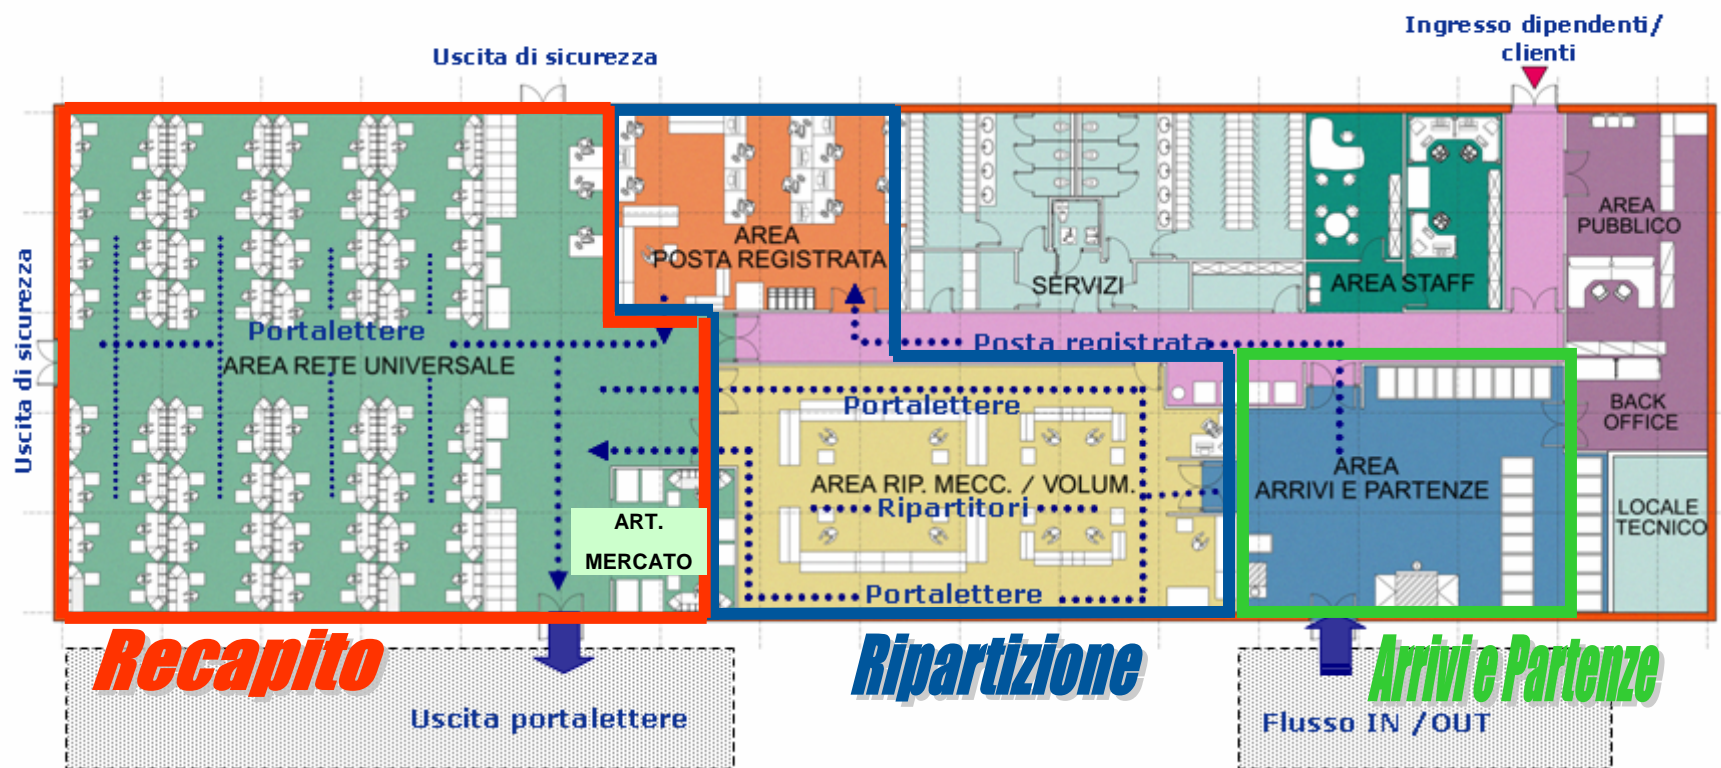 Ingresso dipendenti/
clienti
Uscita di sicurezza
Uscita di sicurezza
AREA
POSTA REGISTRATA
SERVIZI
AREA STAFF
AREA
PUBBLICO
Portalettere
AREA RETE UNIVERSALE
Posta registrata
Portalettere
BACK
OFFICE
AREA RIP. MECC. / VOLUM.
Ripartitori
AREA
ARRIVI E PARTENZE
LOCALE
TECNICO
ART.
MERCATO
Portalettere
Recapito
Ripartizione
Arrivi e Partenze
Uscita portalettere
Flusso IN /OUT